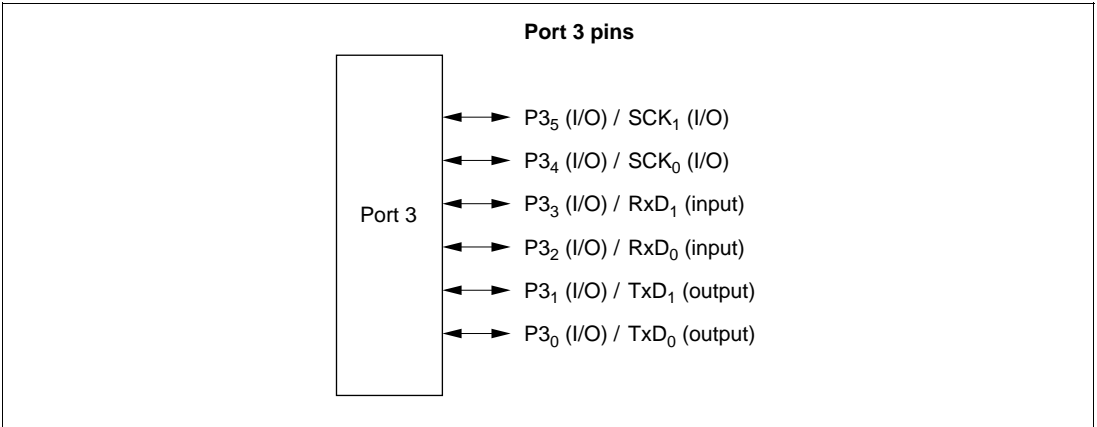 Port 3 pins
P3₅ (I/O) / SCK₁ (I/O)
P3₄ (I/O) / SCK₀ (I/O)
P3₃ (I/O) / RxD₁ (input)
Port 3
P3₂ (I/O) / RxD₀ (input)
P3₁ (I/O) / TxD₁ (output)
P3₀ (I/O) / TxD₀ (output)